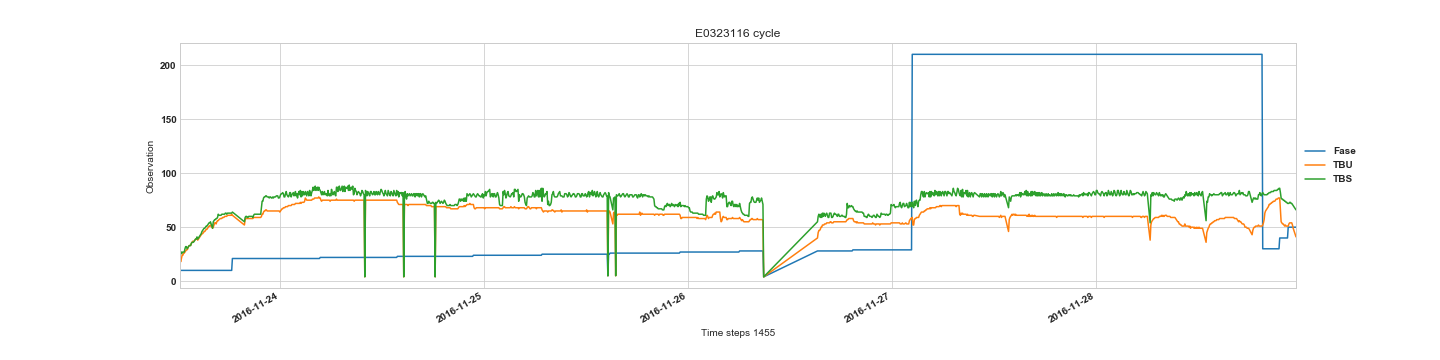 E0323116 cycle
200
150
100
50
0
Observation
2016-11-24
2016-11-25
2016-11-26
2016-11-27
2016-11-28
Time steps 1455
Fase
TBU
TBS